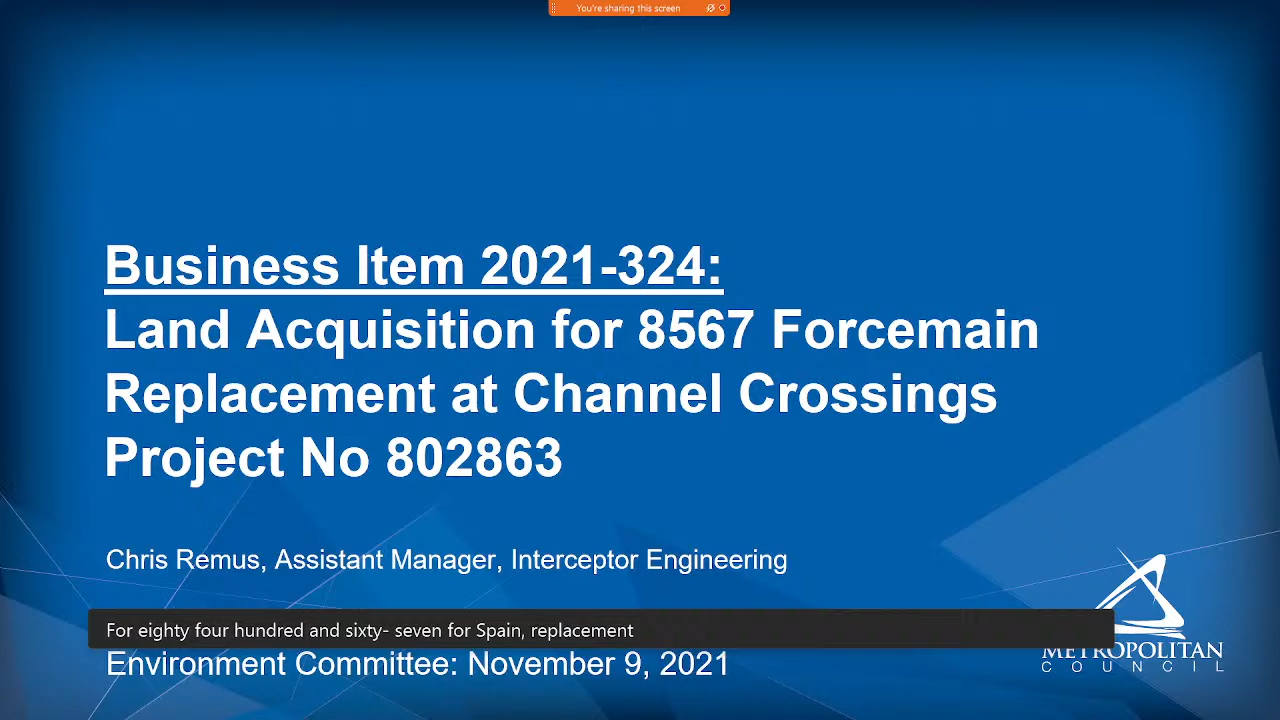 You're sharing this screen
Business Item 2021-324:
Land Acquisition for 8567 Forcemain
Replacement at Channel Crossings
Project No 802863
Chris Remus, Assistant Manager, Interceptor Engineering
For eighty four hundred and sixty- seven for Spain, replacement
Environment Committee: November 9, 2021
METROPOLITAN
COUNCIL